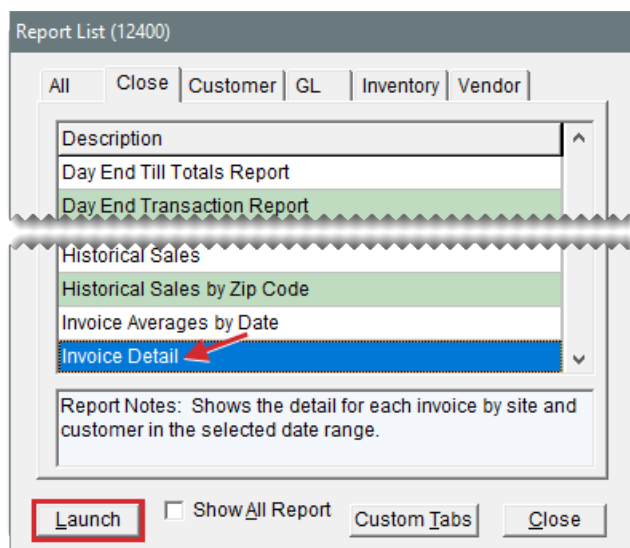 Report List (12400)
All Close Customer GL Inventory Vendor
Description
Day End Till Totals Report
Day End Transaction Report
Historical Sales
Historical Sales by Zip Code
Invoice Averages by Date
Invoice Detail
Report Notes: Shows the detail for each invoice by site and
customer in the selected date range.
Launch Show All Report Custom Tabs Close